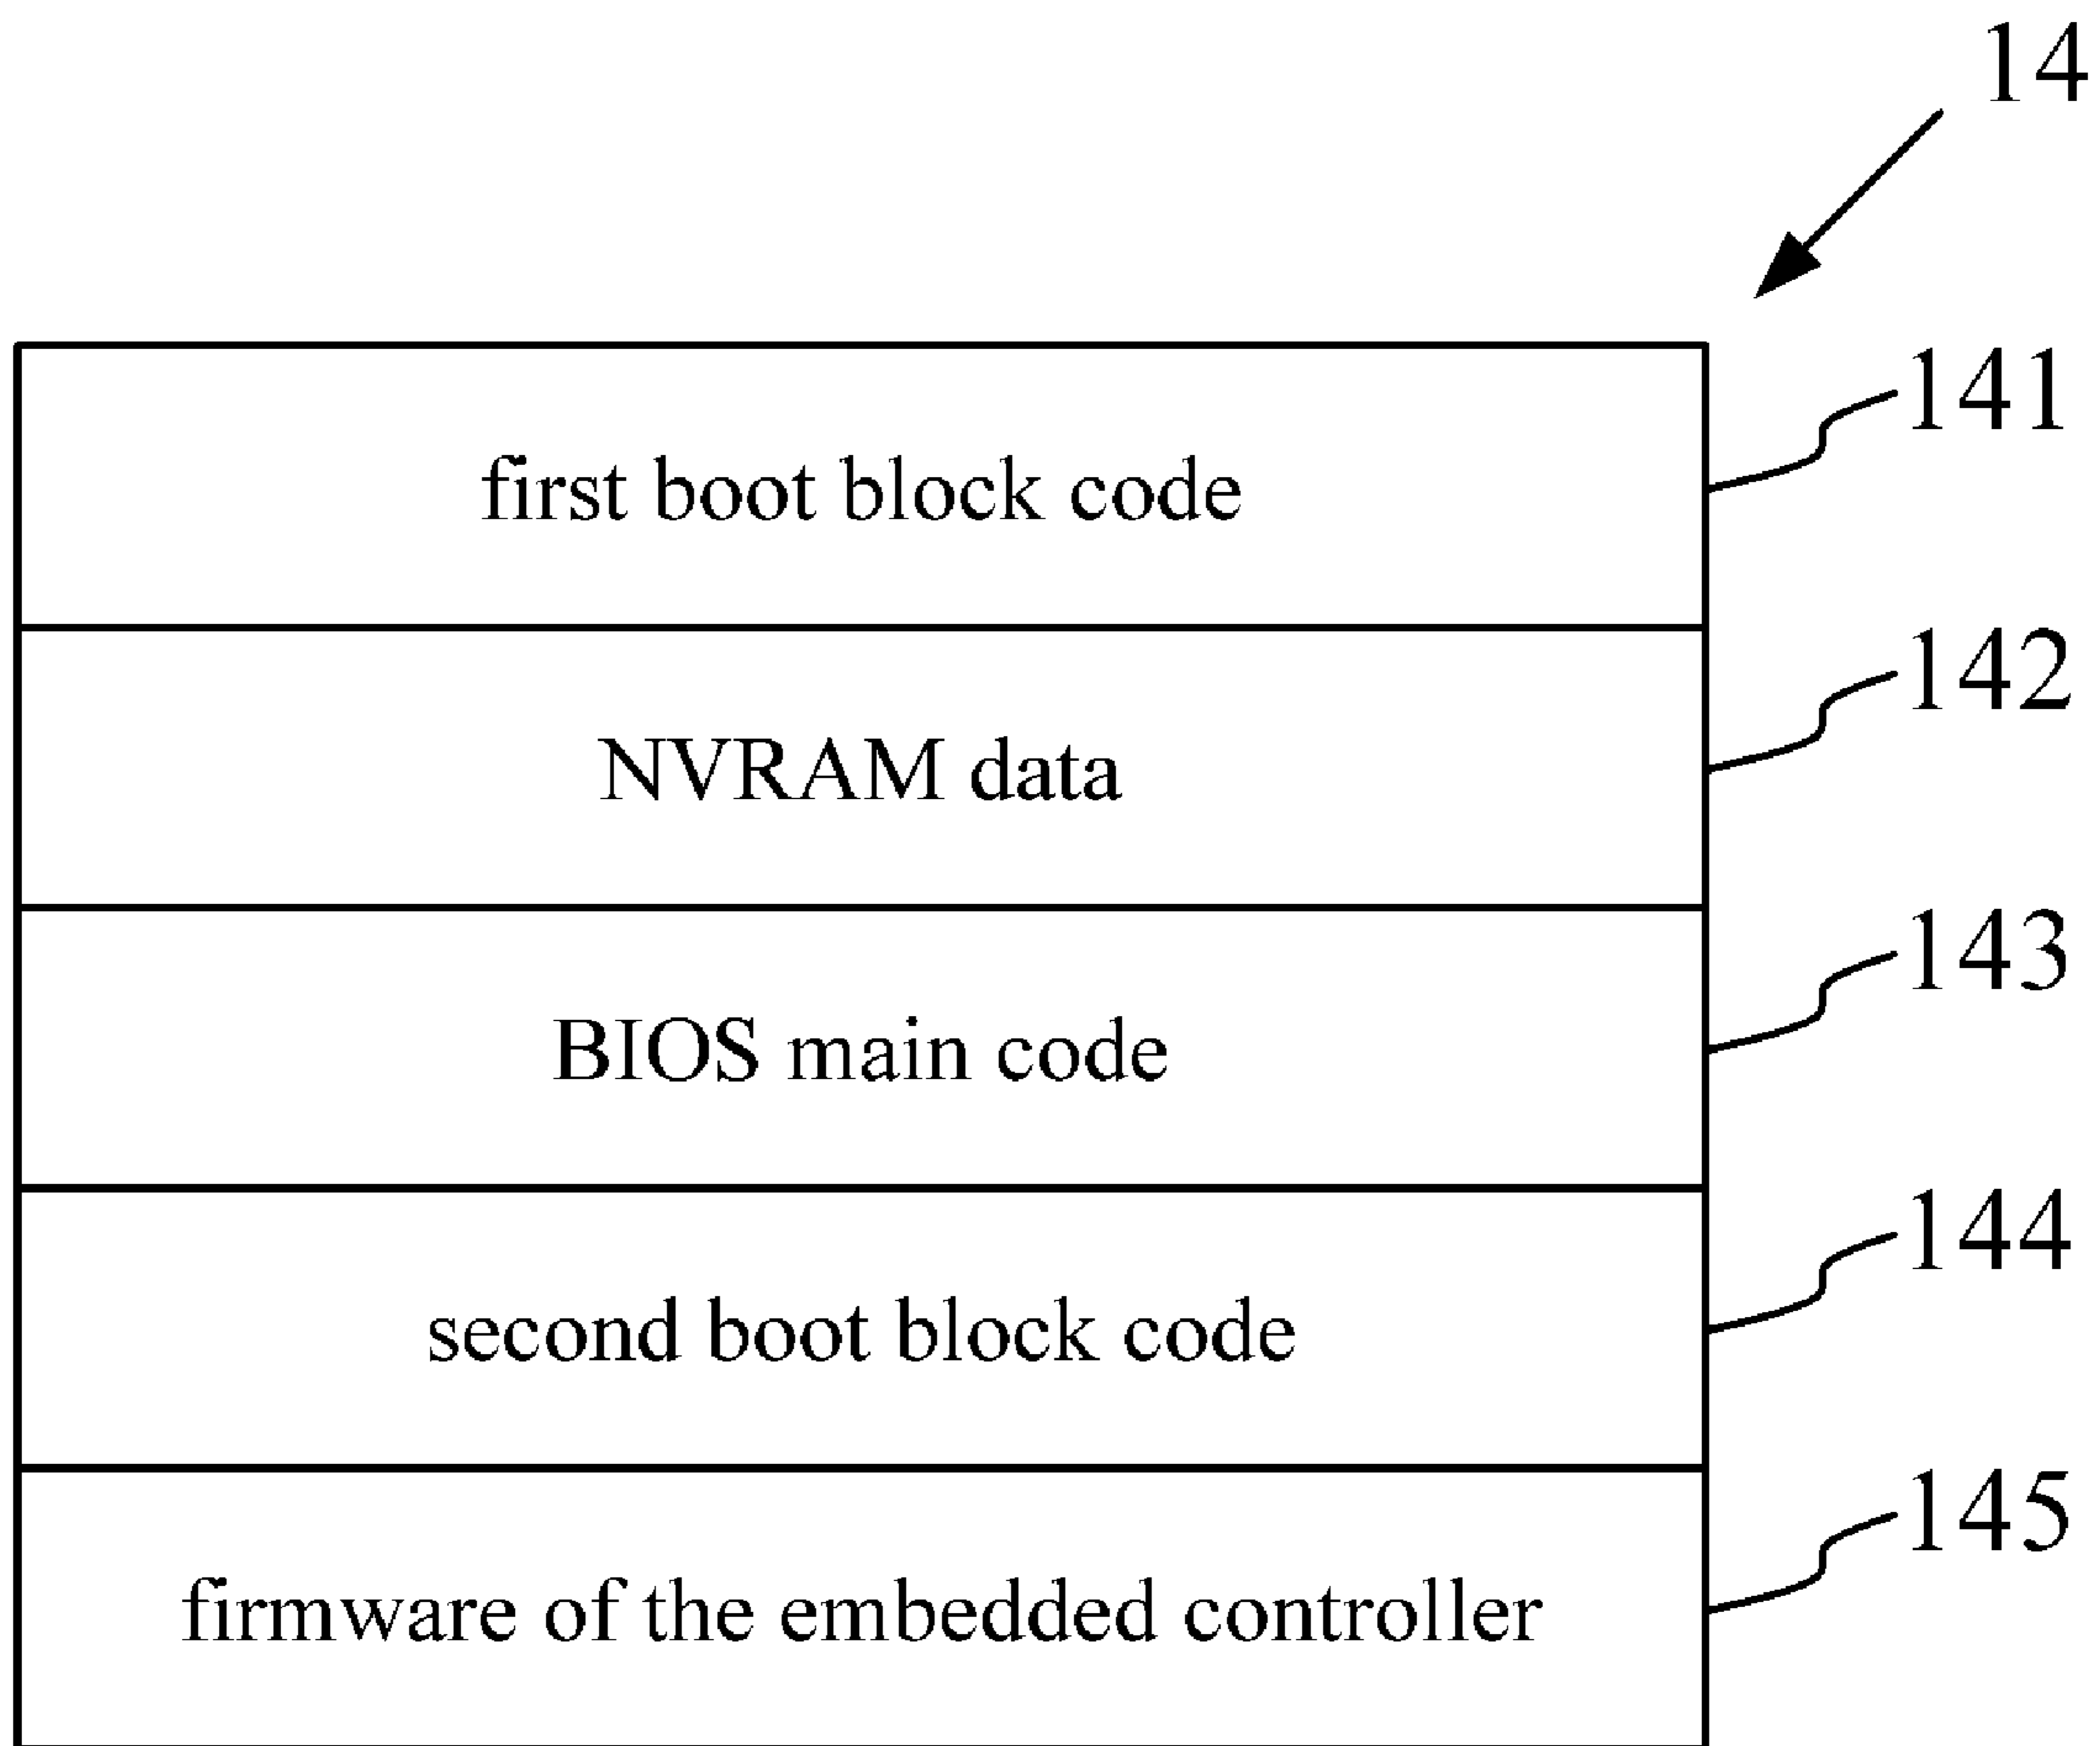 14
first boot block code 141
NVRAM data 142
BIOS main code 143
second boot block code 144
firmware of the embedded controller 145